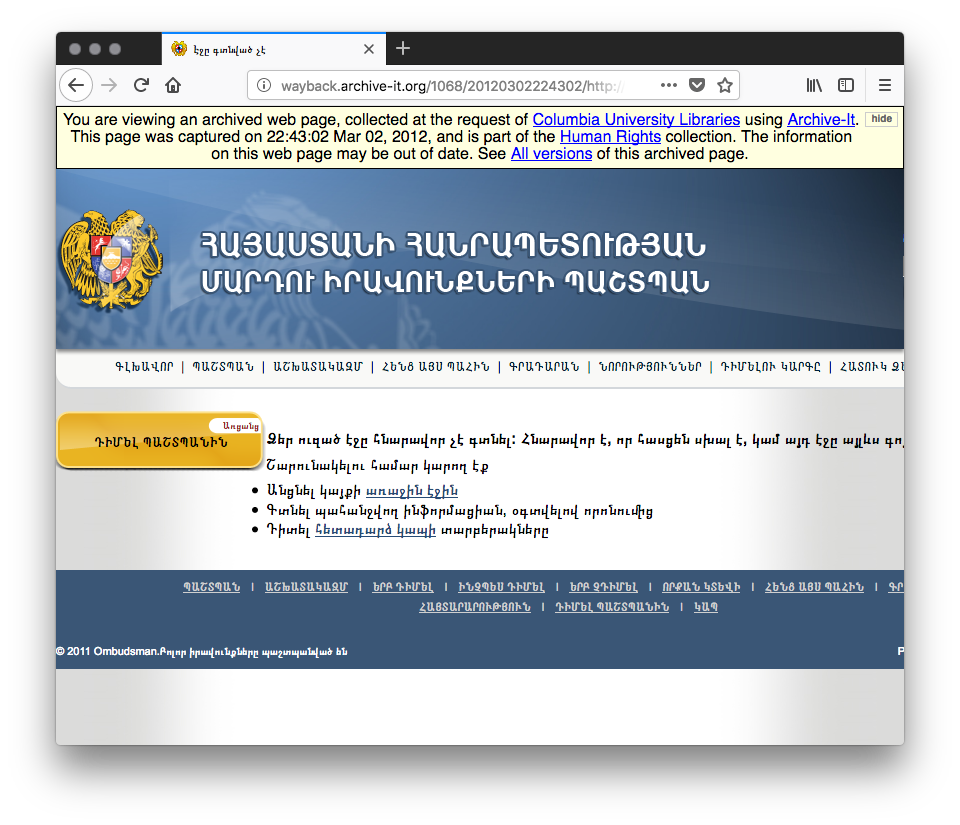 էջը գտնված չէ
wayback.archive-it.org/1068/20120302224302/http:/
You are viewing an archived web page, collected at the request of Columbia University Libraries using Archive-It. hide
This page was captured on 22:43:02 Mar 02, 2012, and is part of the Human Rights collection. The information
on this web page may be out of date. See All versions of this archived page.
ՀԱՅԱՍՏԱՆԻ ՀԱՆՐԱՊԵՏՈՒԹՅԱՆ
ՄԱՐԴՈՒ ԻՐԱՎՈՒՆՔՆԵՐԻ ՊԱՇՏՊԱՆ
ԳԼԽԱՎՈՐ | ՊԱՇՏՊԱՆ | ԱՇԽԱՏԱԿԱԶՄ | ՀԵՆՑ ԱՅՍ ՊԱՀԻՆ | ԳՐԱԴԱՐԱՆ | ՆՈՐՈՒԹՅՈՒՆՆԵՐ | ԴԻՄԵԼՈՒ ԿԱՐԳԸ | ՀԱՏՈՒԿ
Առցանց
ԴԻՄԵԼ ՊԱՇՏՊԱՆԻՆ
Ձեր ուզած էջը հնարավոր չէ գտնել: Հնարավոր է, որ հասցեն սխալ է, կամ այդ էջը այլևս
Շարունակելու համար կարող էք
• Անցնել կայքի առաջին էջին
• Գտնել պահանջվող ինֆորմացիան, օգտվելով որոնումից
• Դիտել հետադարձ կապի տարբերակները
ՊԱՇՏՊԱՆ | ԱՇԽԱՏԱԿԱԶՄ | ԵՐԲ ԴԻՄԵԼ | ԻՆՉՊԵՍ ԴԻՄԵԼ | ԵՐԲ ՉԴԻՄԵԼ | ՈՐՔԱՆ ԿՏԵՎԻ | ՀԵՆՑ ԱՅՍ ՊԱՀԻՆ | ԳՐ
ՀԱՅՏԱՐԱՐՈՒԹՅՈՒՆ | ԴԻՄԵԼ ՊԱՇՏՊԱՆԻՆ | ԿԱՊ
© 2011 Ombudsman.Բոլոր իրավունքները պաշտպանված են